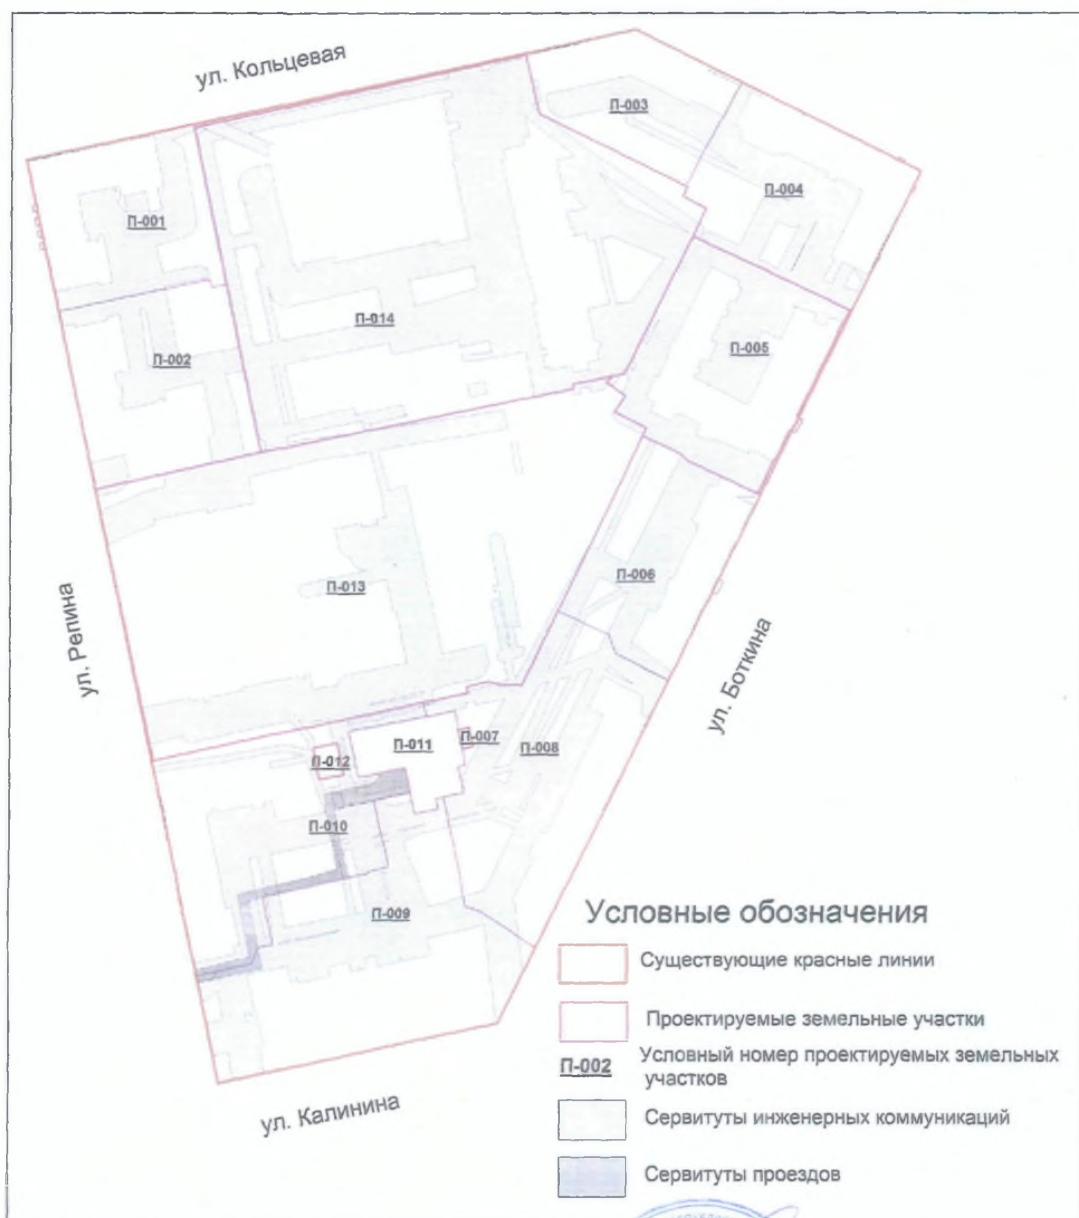 ул. Кольцевая
П-003
П-004
П-001
П-014
П-002
П-005
П-006
П-013
ул. Репина
ул. Боткина
П-007
П-011
П-008
П-012
П-010
П-009
Условные обозначения
Существующие красные линии
Проектируемые земельные участки
П-002
Условный номер проектируемых земельных
участков
Сервитуты инженерных коммуникаций
Сервитуты проездов
ул. Калинина